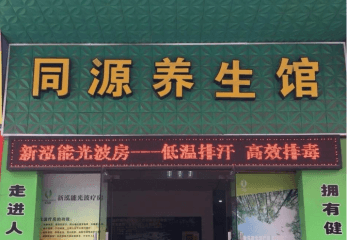 同源养生馆
新泓能光波房——低温排汗 高效排毒
走进人
拥有健